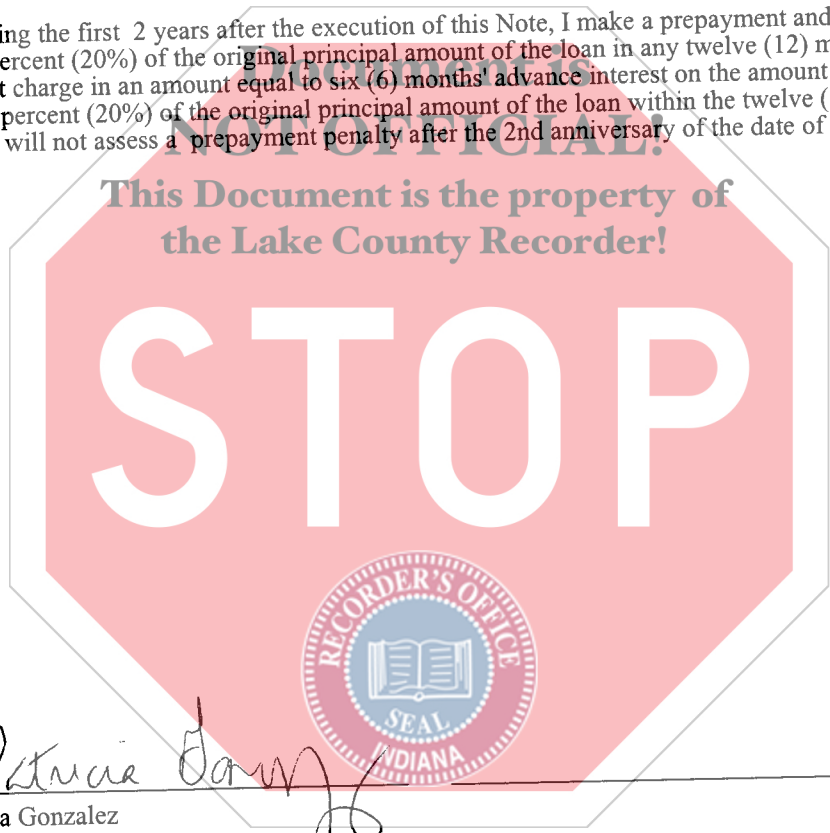 ing the first 2 years after the execution of this Note, I make a prepayment and
ercent (20%) of the original principal amount of the loan in any twelve (12) m
t charge in an amount equal to six (6) months' advance interest on the amount
percent (20%) of the original principal amount of the loan within the twelve (
will not assess a prepayment penalty after the 2nd anniversary of the date of
Document is
NOT OFFICIAL!
This Document is the property of
the Lake County Recorder!
STOP
RECORDER'S OFFICE
SEAL
INDIANA
Patricia
a Gonzalez